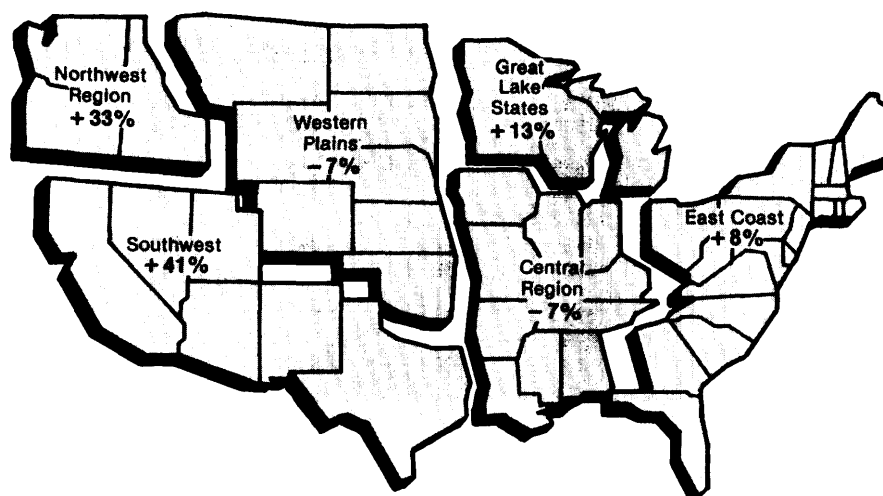 Northwest
Region
+ 33%
Western
Plains
– 7%
Great
Lake
States
+ 13%
Southwest
+ 41%
Central
Region
– 7%
East Coast
+ 8%